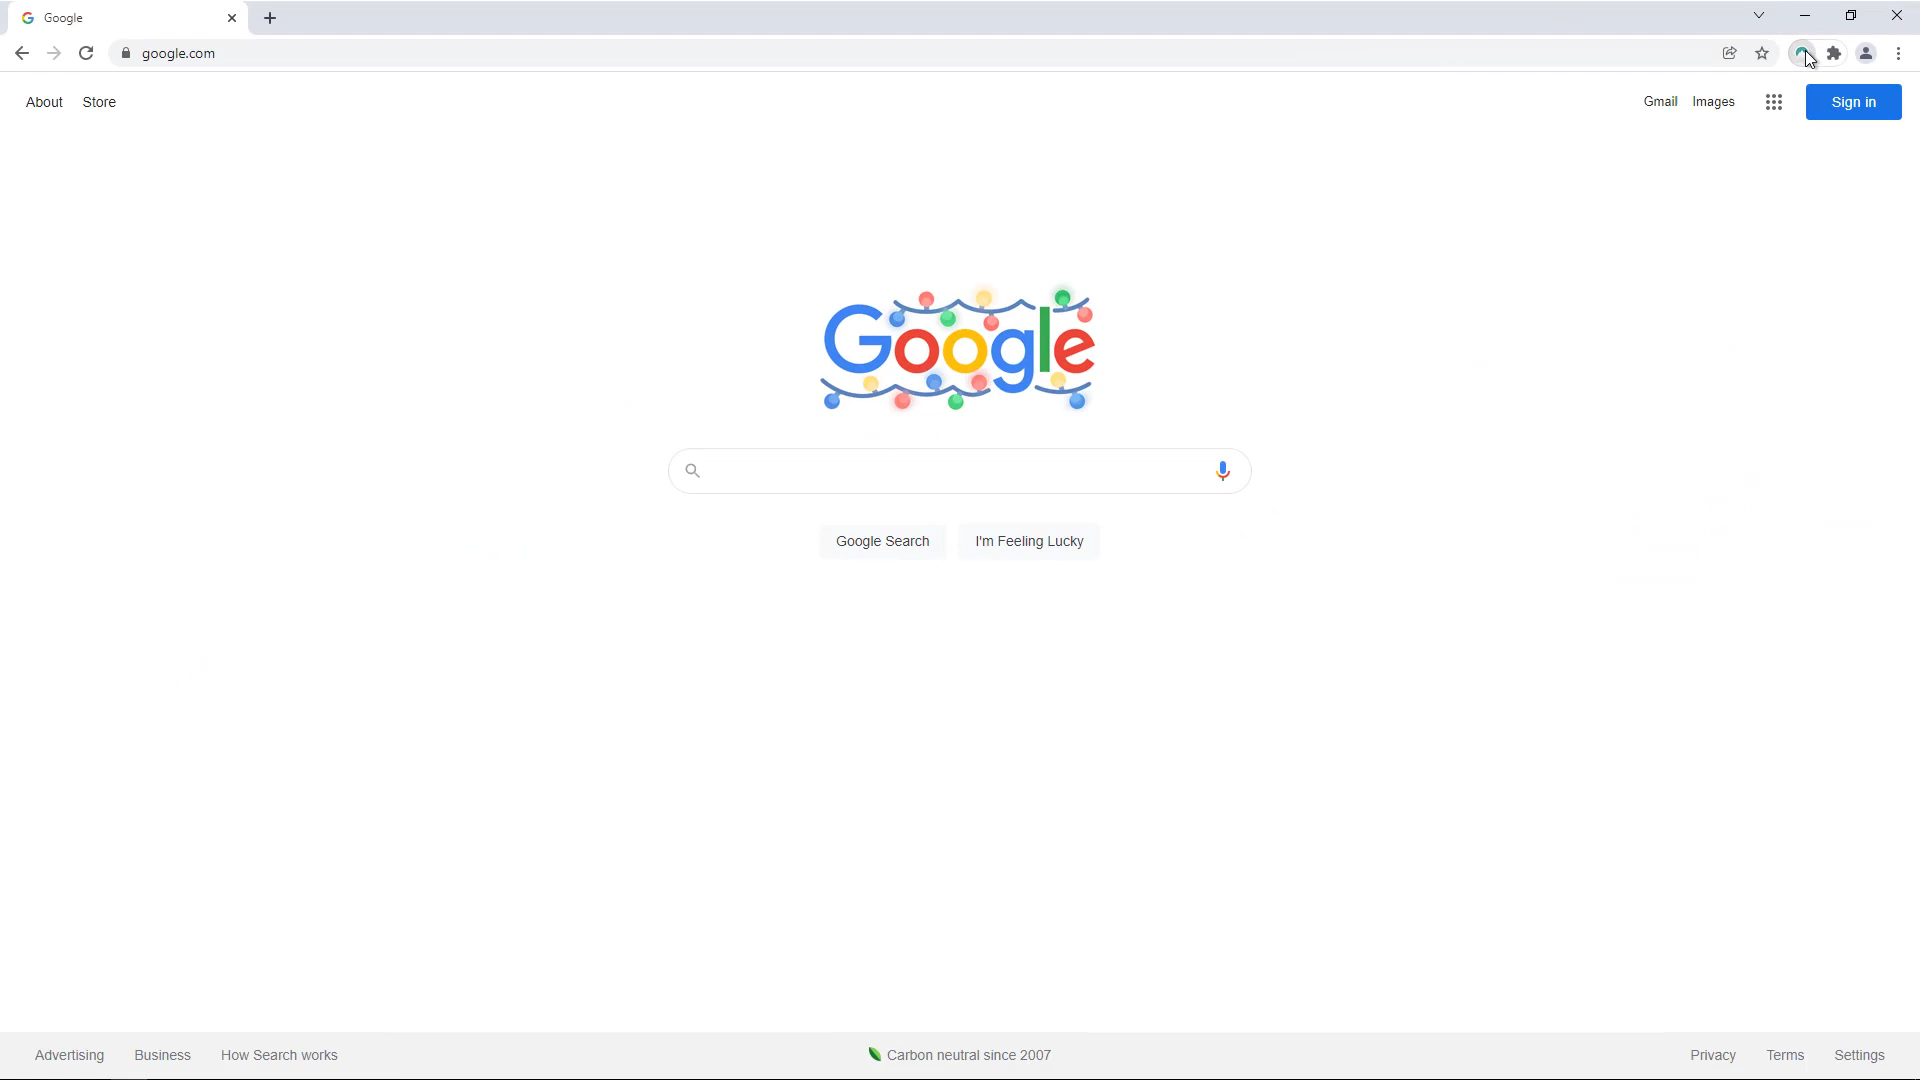 Google
google.com
About Store
Gmail Images Sign in
Google
Google Search I'm Feeling Lucky
Advertising Business How Search works
Carbon neutral since 2007
Privacy Terms Settings